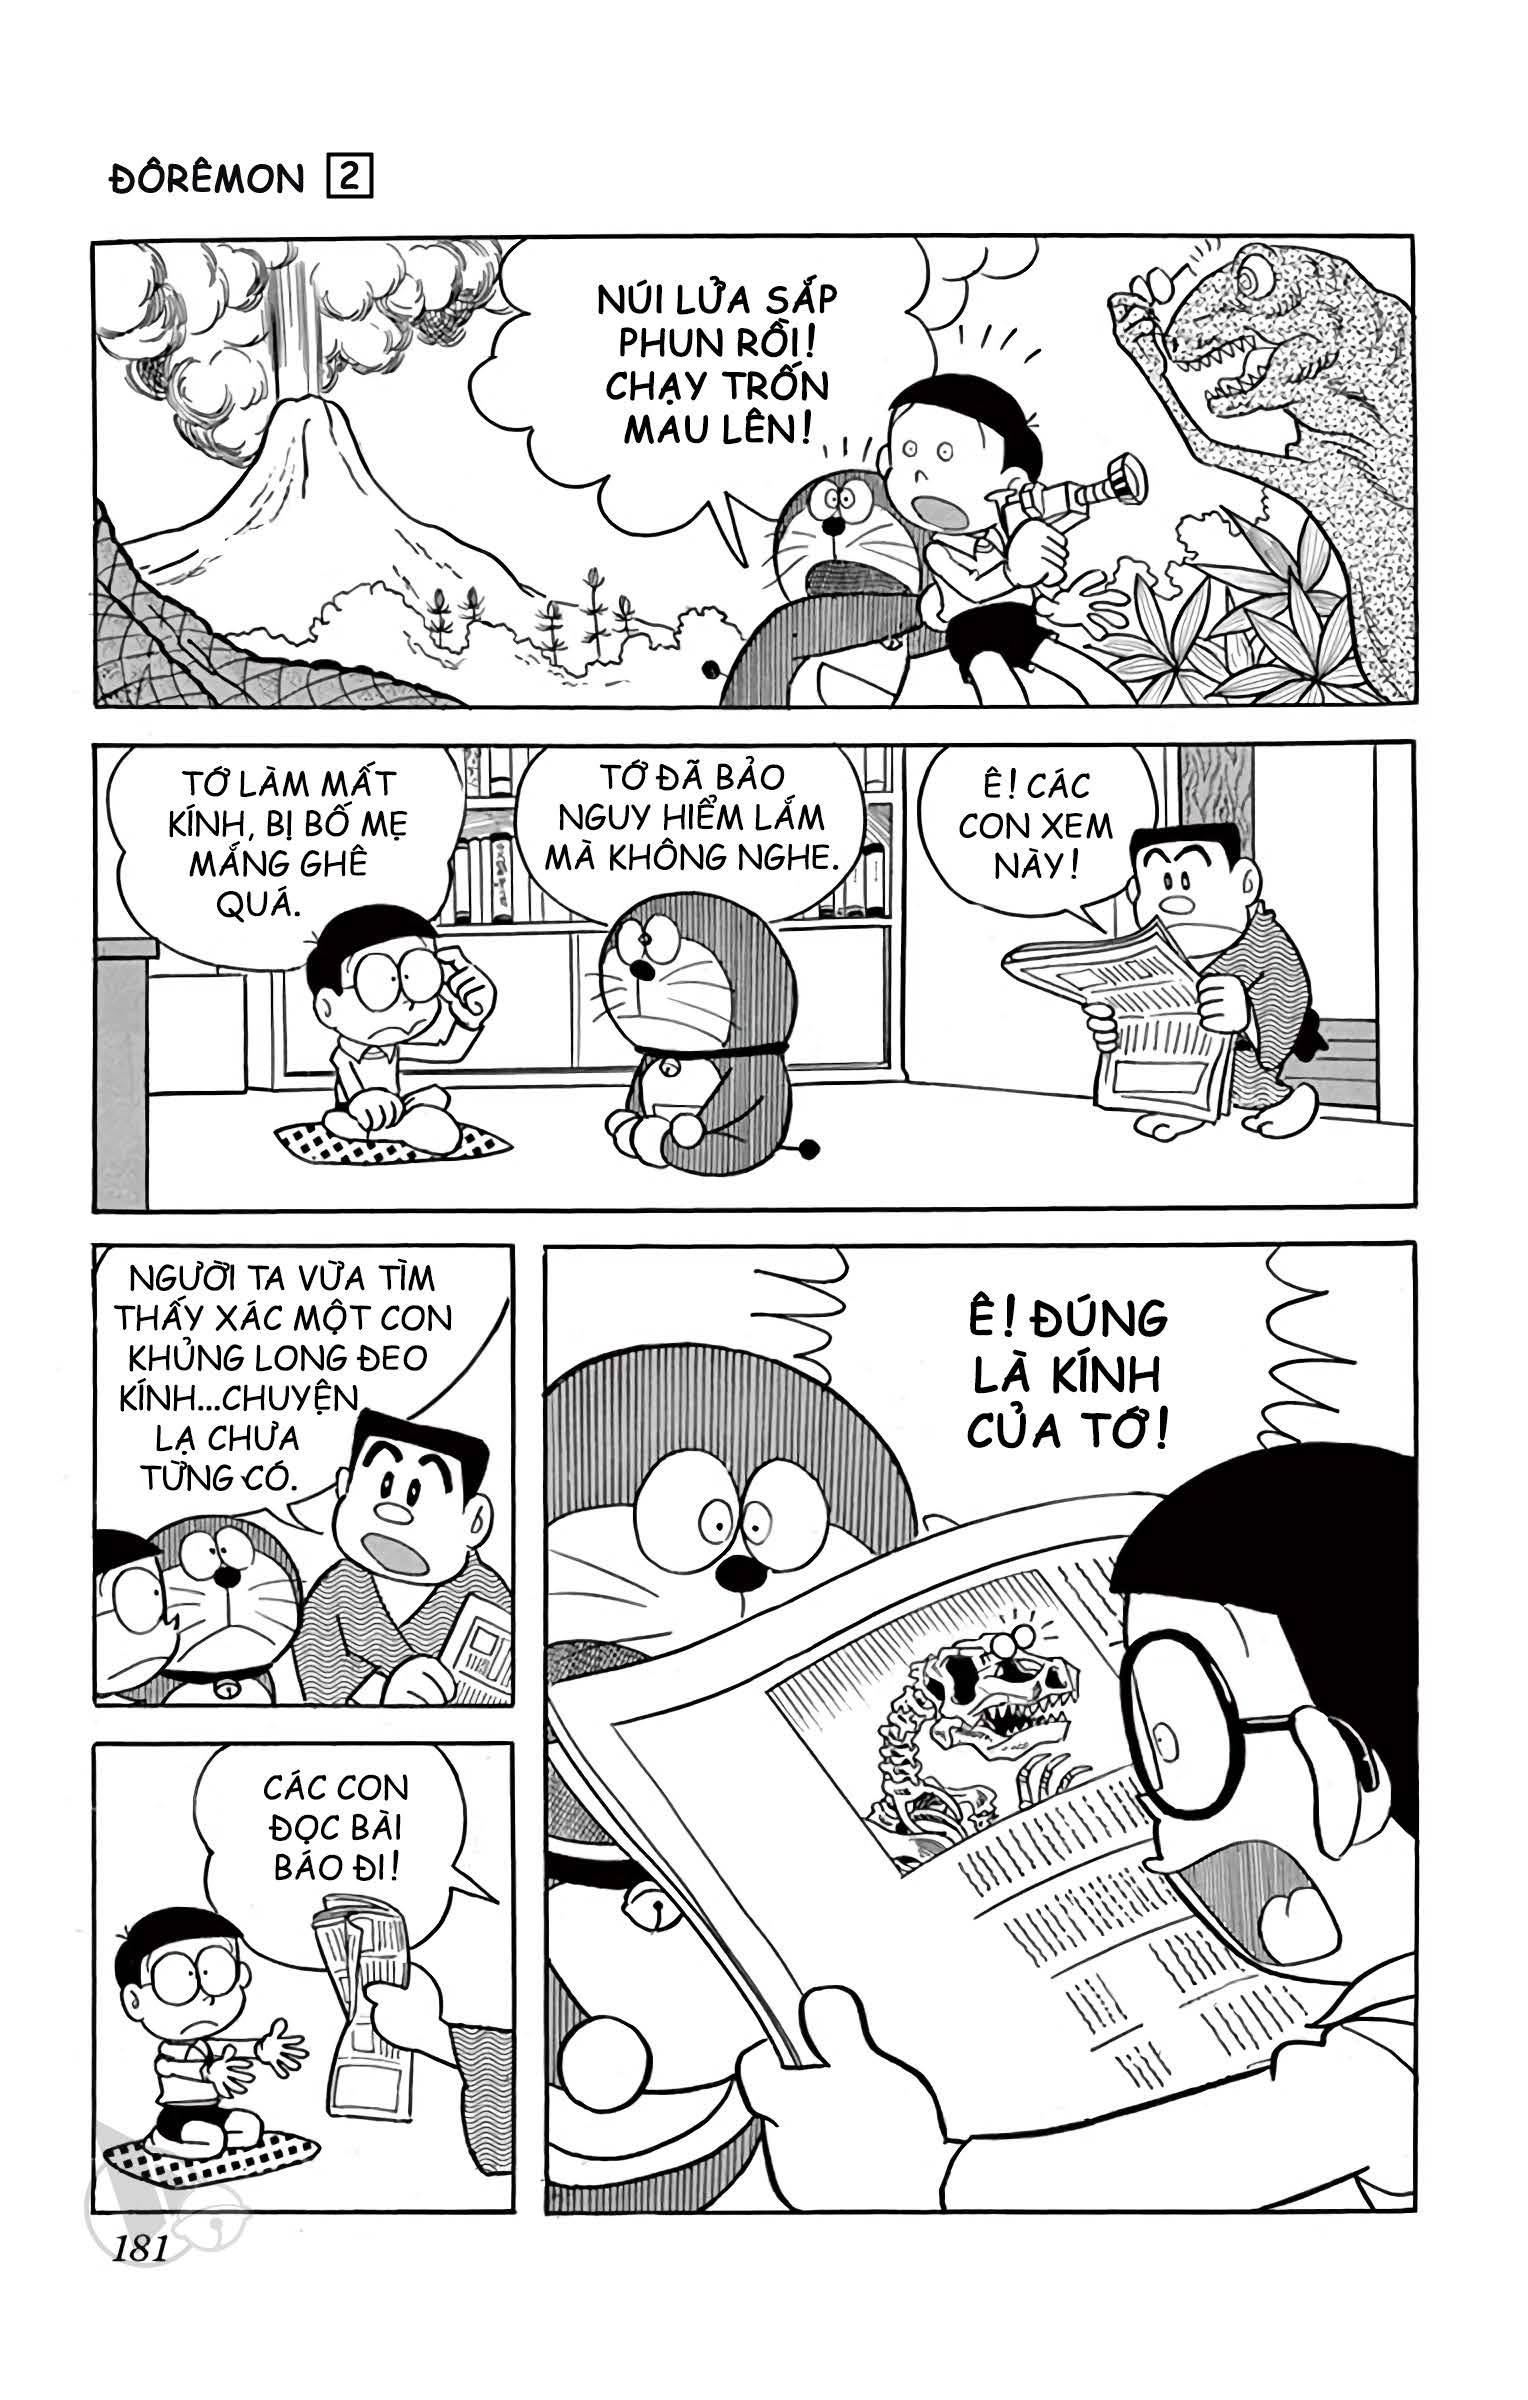 ĐÔRÊMON 2
NÚI LỬA SẮP
PHUN RỒI!
CHẠY TRỐN
MAU LÊN!
TỚ LÀM MẤT
KÍNH, BỊ BỐ MẸ
MẮNG GHÊ
QUÁ.
TỚ ĐÃ BẢO
NGUY HIỂM LẮM
MÀ KHÔNG NGHE.
Ê! CÁC
CON XEM
NÀY!
NGƯỜI TA VỪA TÌM
THẤY XÁC MỘT CON
KHỦNG LONG ĐEO
KÍNH...CHUYỆN
LẠ CHƯA
TỪNG CÓ.
CÁC CON
ĐỌC BÀI
BÁO ĐI!
Ê! ĐÚNG
LÀ KÍNH
CỦA TỚ!
181